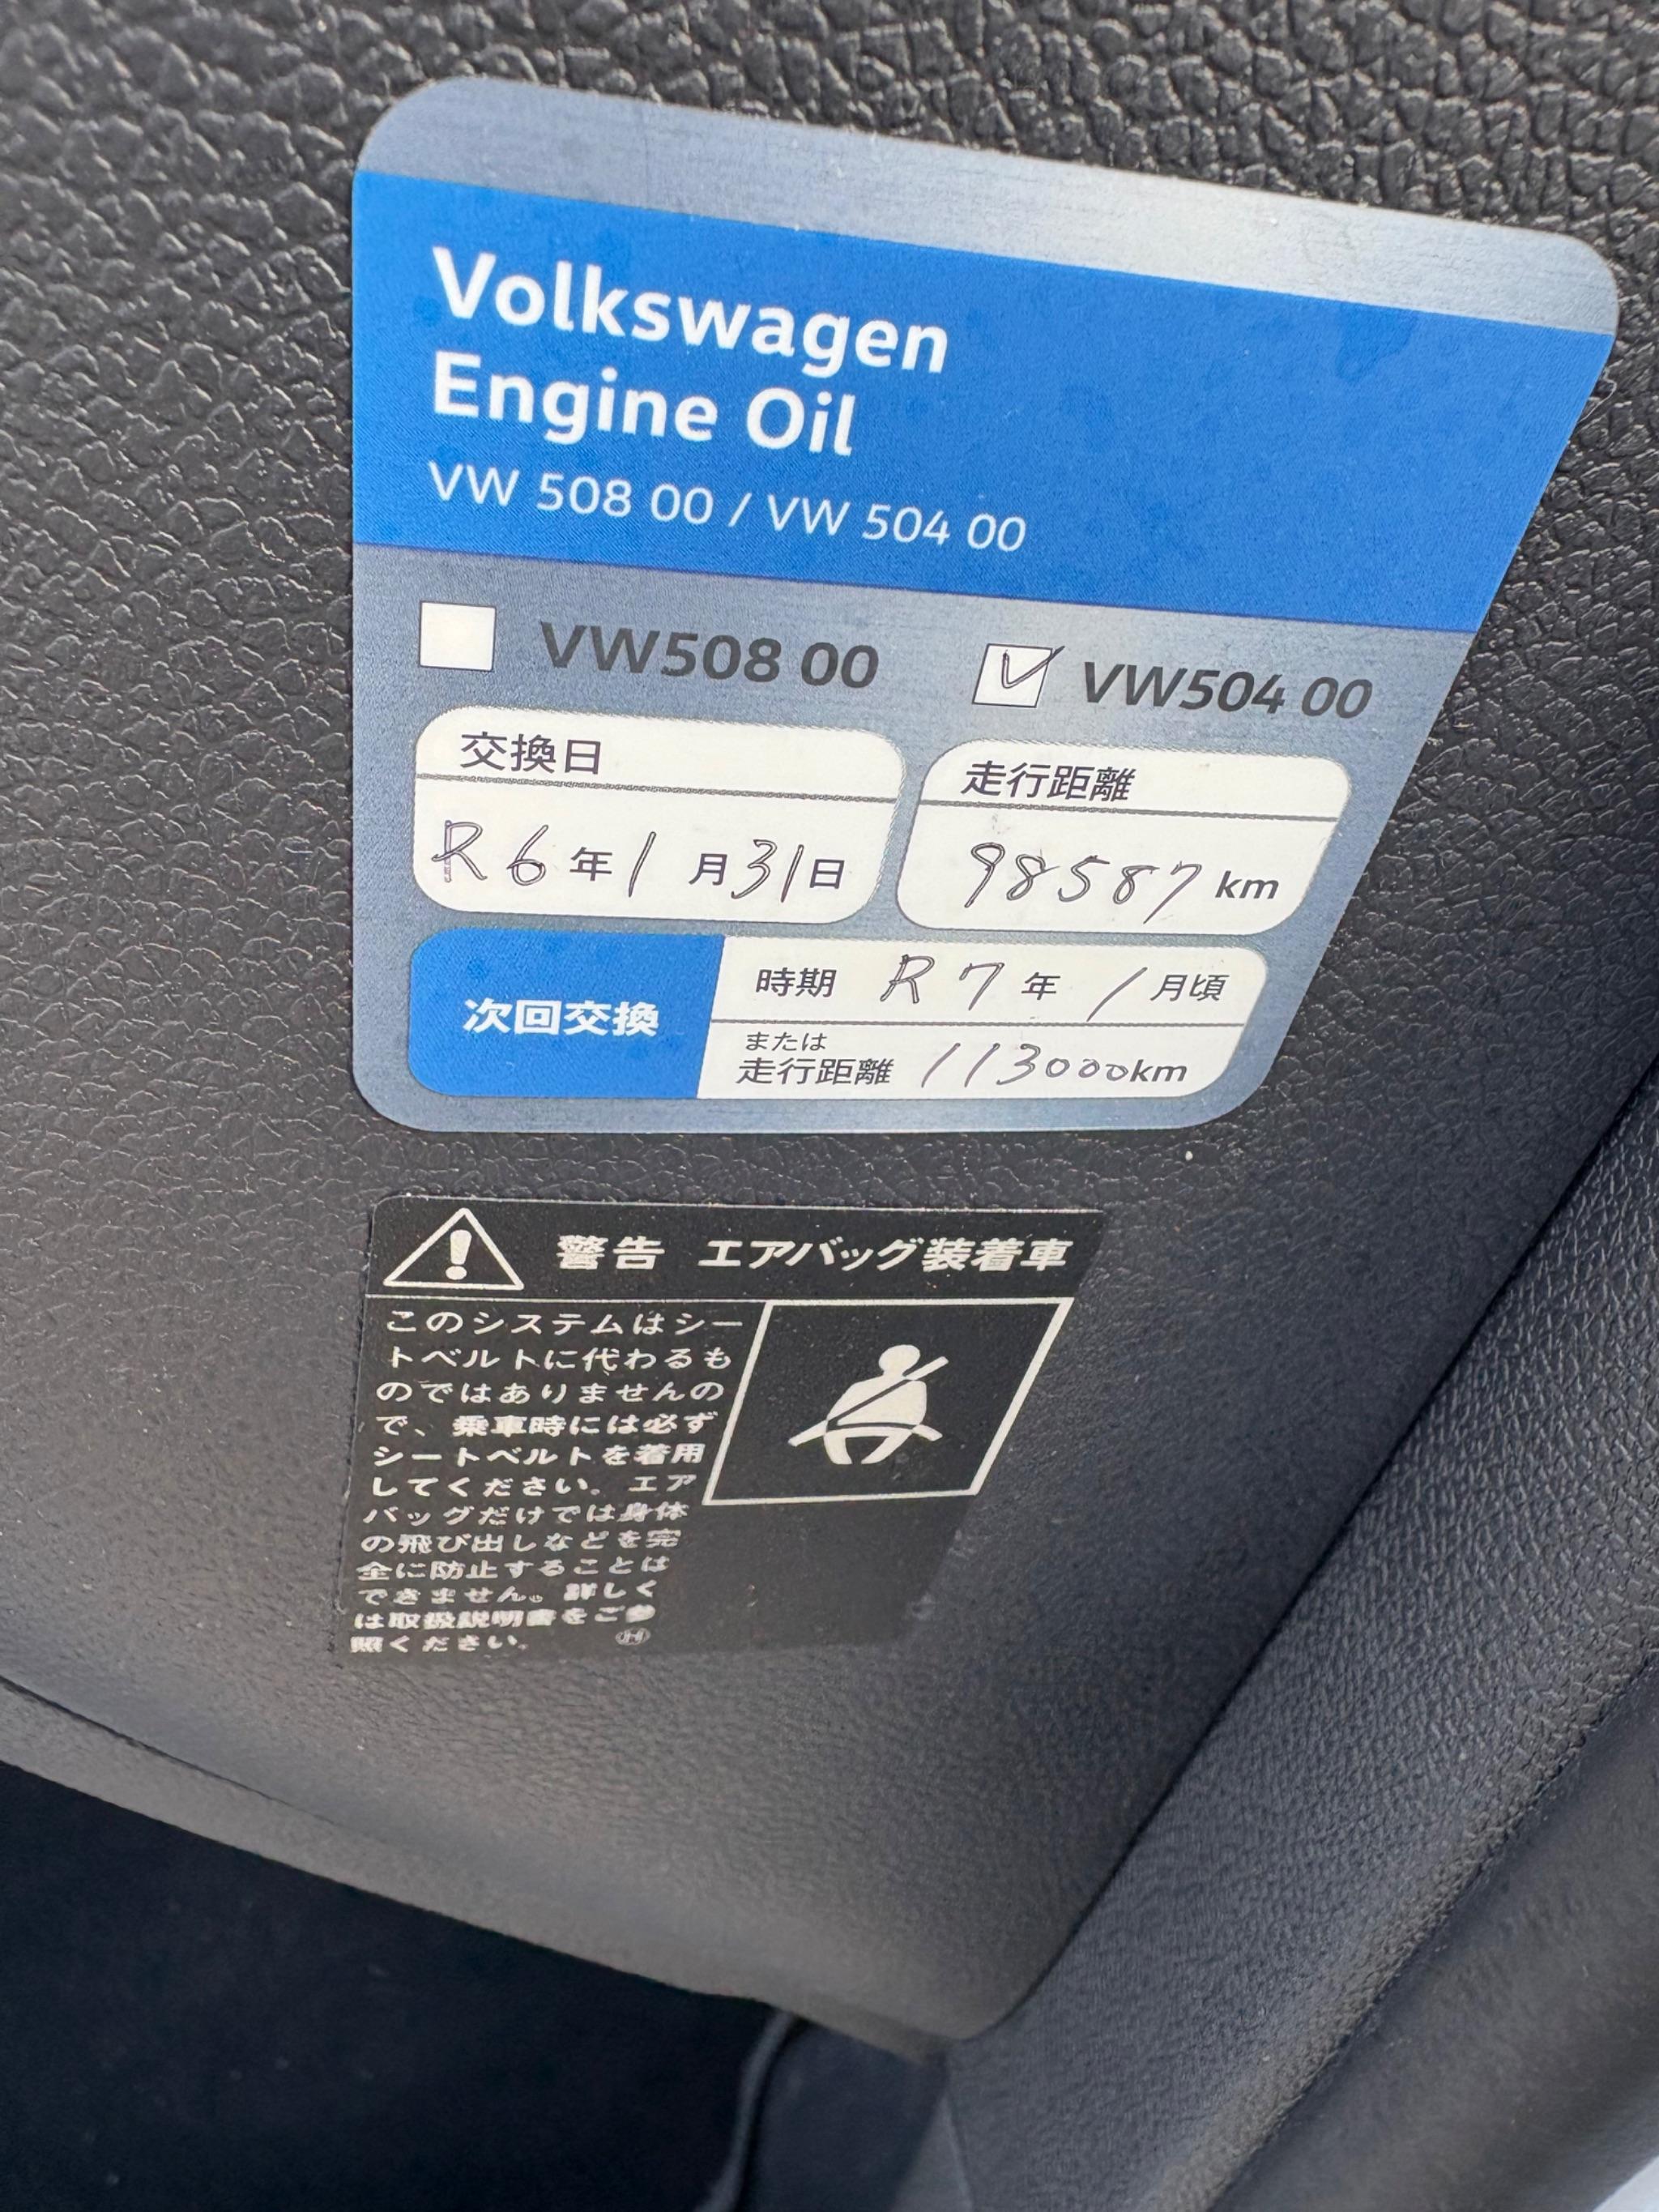 Volkswagen
Engine Oil
VW 508 00 / VW 504 00
VW508 00
VW504 00
交換日
走行距離
R6年1月31日
98587 km
次回交換
時期 R7年1月頃
または
走行距離 113000km
警告 エアバッグ装着車
このシステムはシー
トベルトに代わるも
のではありませんの
で、乗車時には必ず
シートベルトを着用
してください。エア
バッグだけでは身体
の飛び出しなどを完
全に防止することは
できません。詳しく
は取扱説明書をご参
照ください。